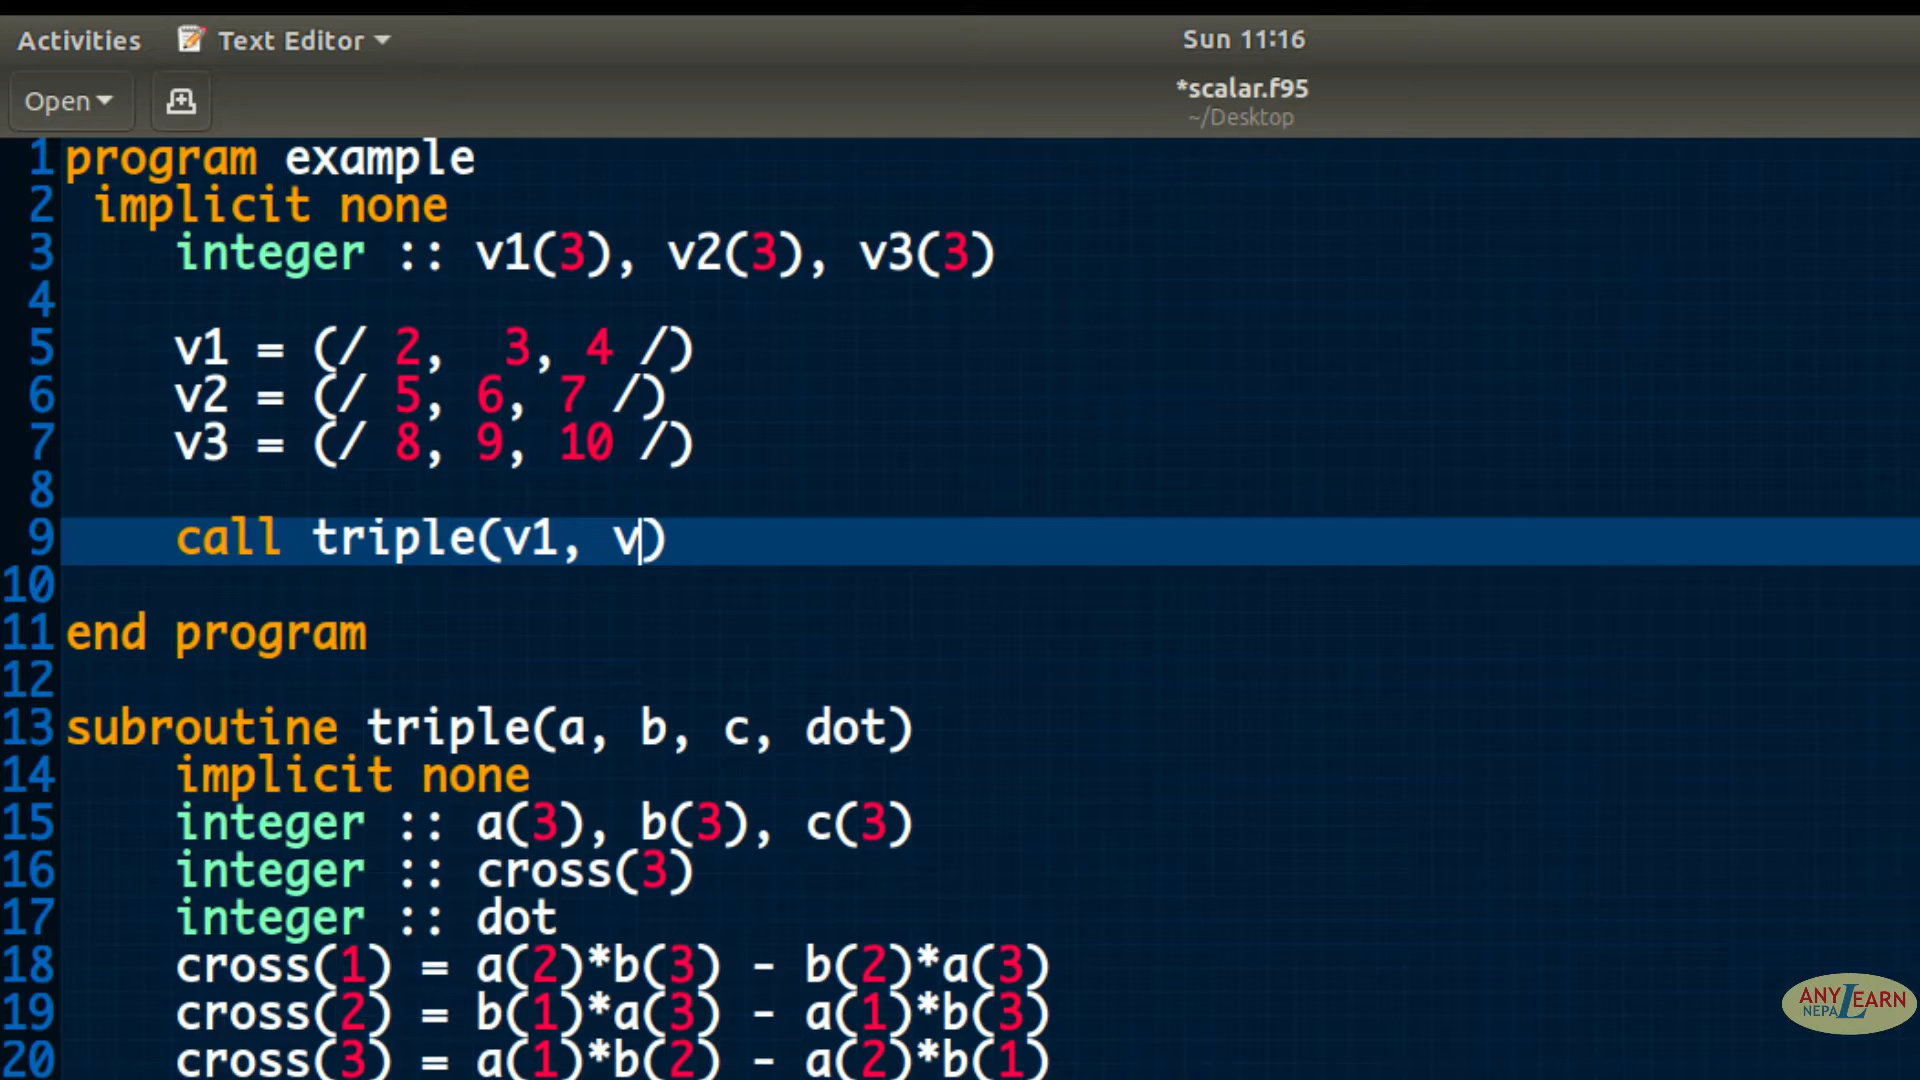 Activities Text Editor Sun 11:16
Open *scalar.f95
~/Desktop
1 program example
2 implicit none
3 integer :: v1(3), v2(3), v3(3)
4
5 v1 = (/ 2, 3, 4 /)
6 v2 = (/ 5, 6, 7 /)
7 v3 = (/ 8, 9, 10 /)
8
9 call triple(v1, v)
10
11 end program
12
13 subroutine triple(a, b, c, dot)
14 implicit none
15 integer :: a(3), b(3), c(3)
16 integer :: cross(3)
17 integer :: dot
18 cross(1) = a(2)*b(3) - b(2)*a(3)
19 cross(2) = b(1)*a(3) - a(1)*b(3)
20 cross(3) = a(1)*b(2) - a(2)*b(1)
ANY LEARN
NEPAL